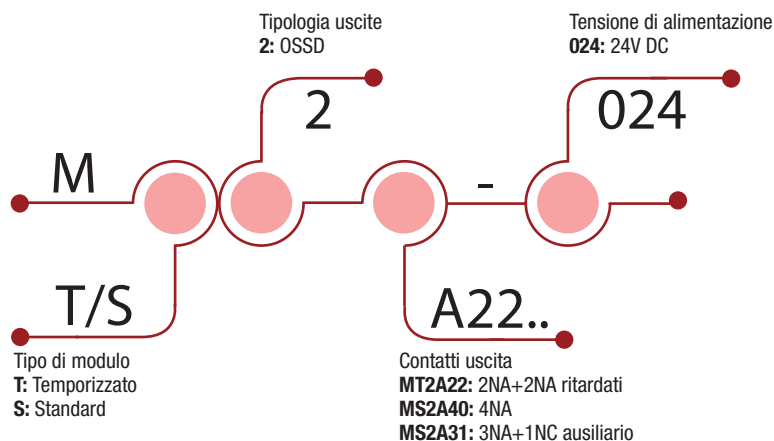 Tipologia uscite
2: OSSD
Tensione di alimentazione
024: 24V DC
2
024
M
-
T/S
A22..
Tipo di modulo
T: Temporizzato
S: Standard
Contatti uscita
MT2A22: 2NA+2NA ritardati
MS2A40: 4NA
MS2A31: 3NA+1NC ausiliario